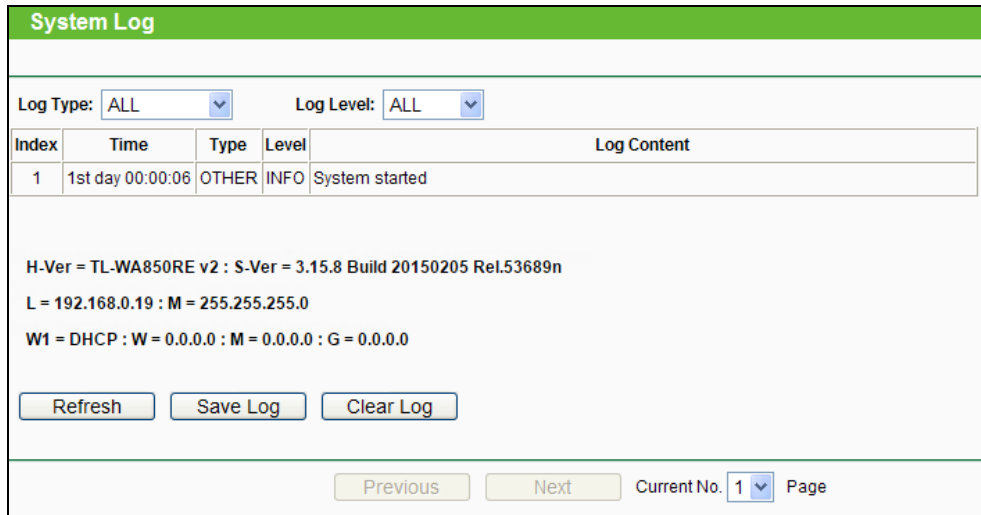 System Log
Log Type: ALL Log Level: ALL
Index Time Type Level Log Content
1 1st day 00:00:06 OTHER INFO System started
H-Ver = TL-WA850RE v2 : S-Ver = 3.15.8 Build 20150205 Rel.53689n
L = 192.168.0.19 : M = 255.255.255.0
W1 = DHCP : W = 0.0.0.0 : M = 0.0.0.0 : G = 0.0.0.0
Refresh Save Log Clear Log
Previous Next Current No. 1 Page